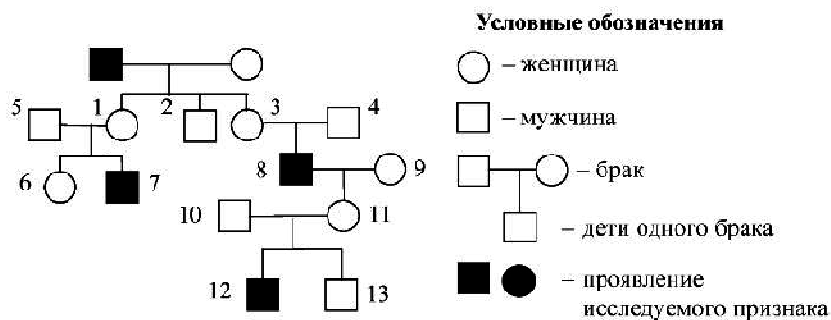 Условные обозначения
– женщина
– мужчина
– брак
– дети одного брака
– проявление
исследуемого признака
5 1 2 3 4
6 7 8 9
10 11
12 13